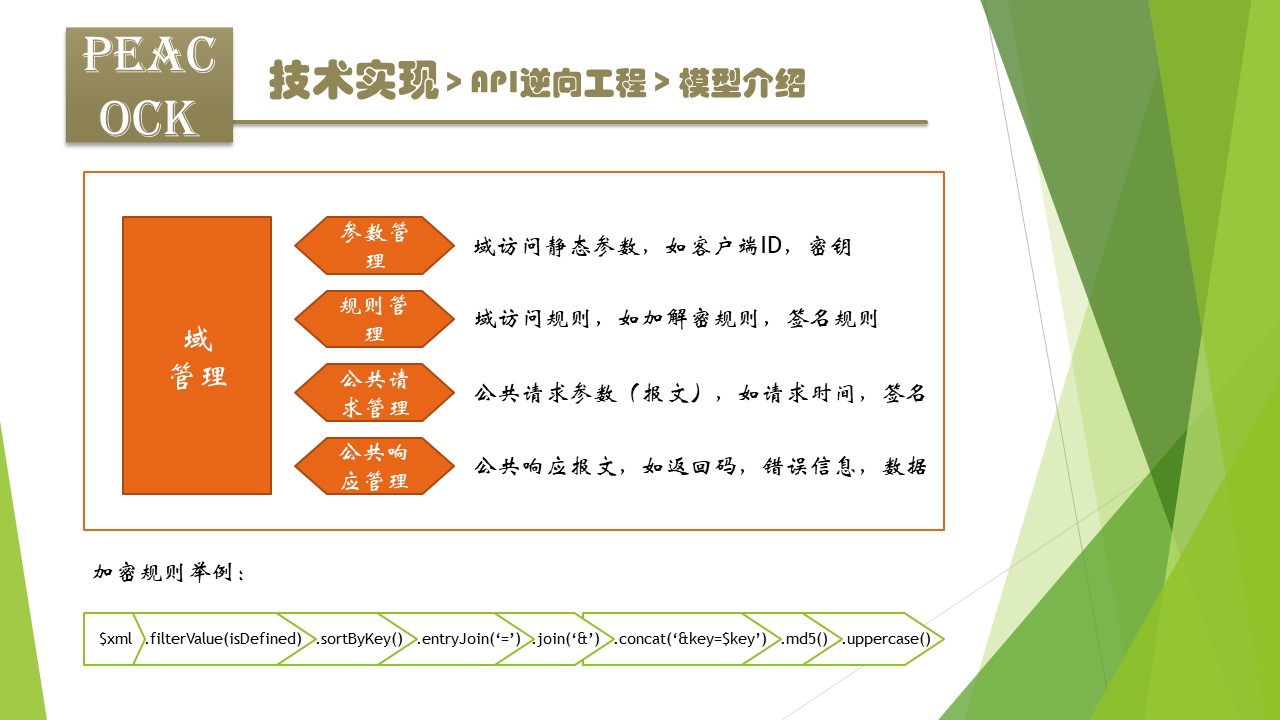 PEAC
OCK
技术实现 > API逆向工程 > 模型介绍
域
管理
参数管
理
域访问静态参数，如客户端ID，密钥
规则管
理
域访问规则，如加解密规则，签名规则
公共请
求管理
公共请求参数（报文），如请求时间，签名
公共响
应管理
公共响应报文，如返回码，错误信息，数据
加密规则举例：
$xml .filterValue(isDefined) .sortByKey() .entryJoin(‘=’) .join(‘&’) .concat(‘&key=$key’) .md5() .uppercase()